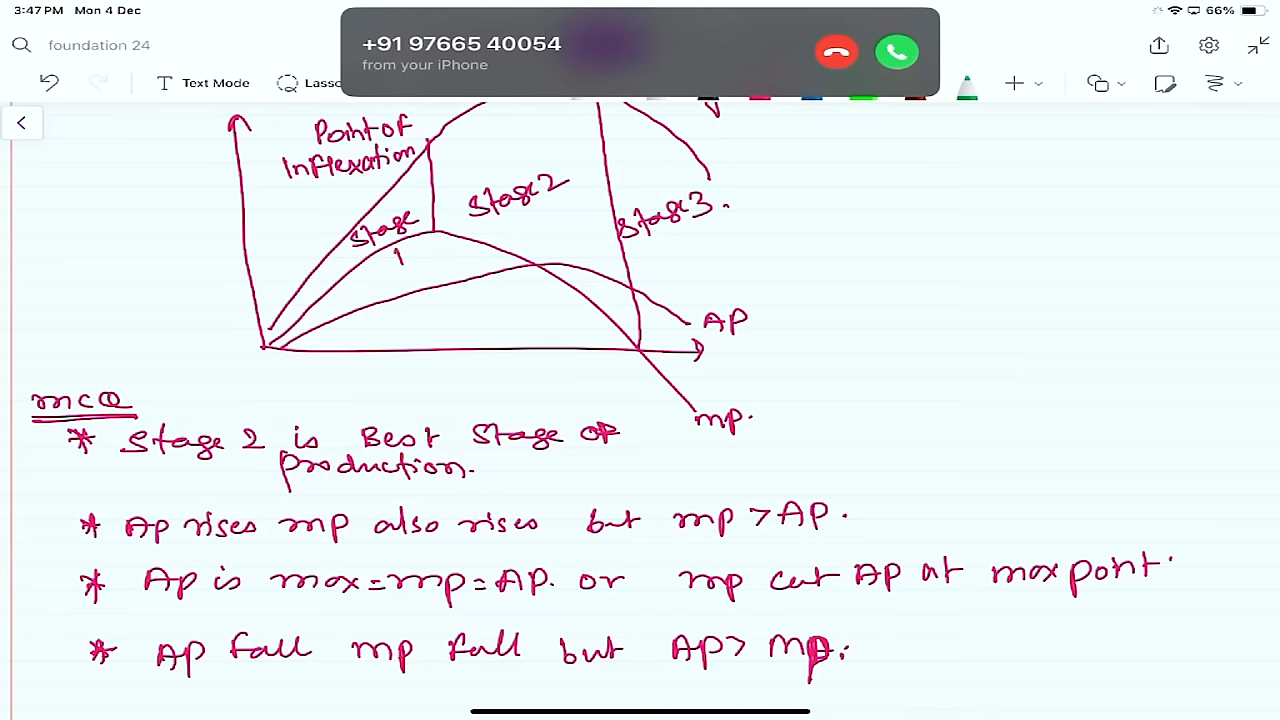 3:47 PM Mon 4 Dec
66%
+91 97665 40054
from your iPhone
foundation 24
Text Mode
Lasso
Point of
Inflexation
Stage
1
Stage 2
Stage 3.
AP
MP.
MCQ
* Stage 2 is Best Stage of
production.
* AP rises MP also rises but MP > AP.
* AP is max = MP = AP. or MP cut AP at max point.
* AP fall MP fall but AP > MP.